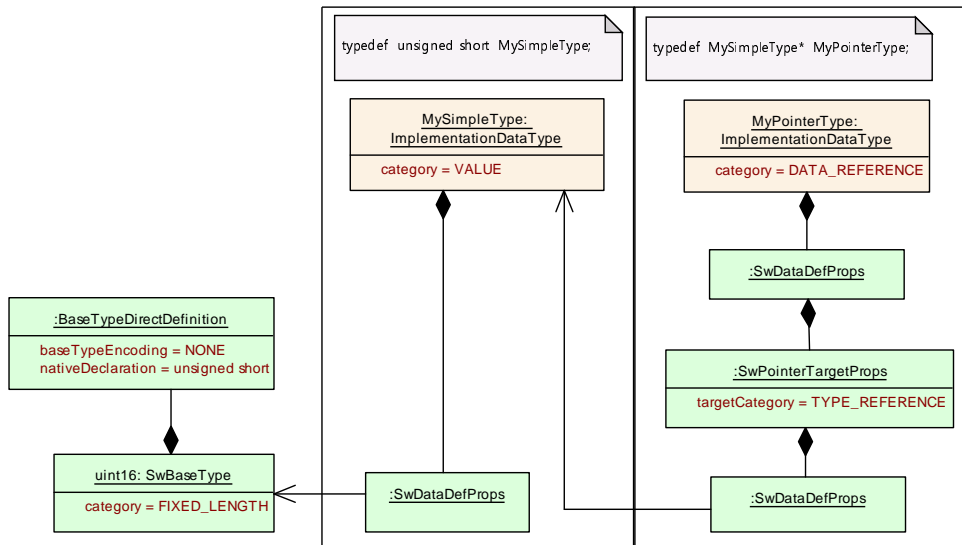 typedef unsigned short MySimpleType;
typedef MySimpleType* MyPointerType;
MySimpleType:
ImplementationDataType
category = VALUE
MyPointerType:
ImplementationDataType
category = DATA_REFERENCE
:SwDataDefProps
:BaseTypeDirectDefinition
baseTypeEncoding = NONE
nativeDeclaration = unsigned short
:SwPointerTargetProps
targetCategory = TYPE_REFERENCE
uint16: SwBaseType
category = FIXED_LENGTH
:SwDataDefProps
:SwDataDefProps